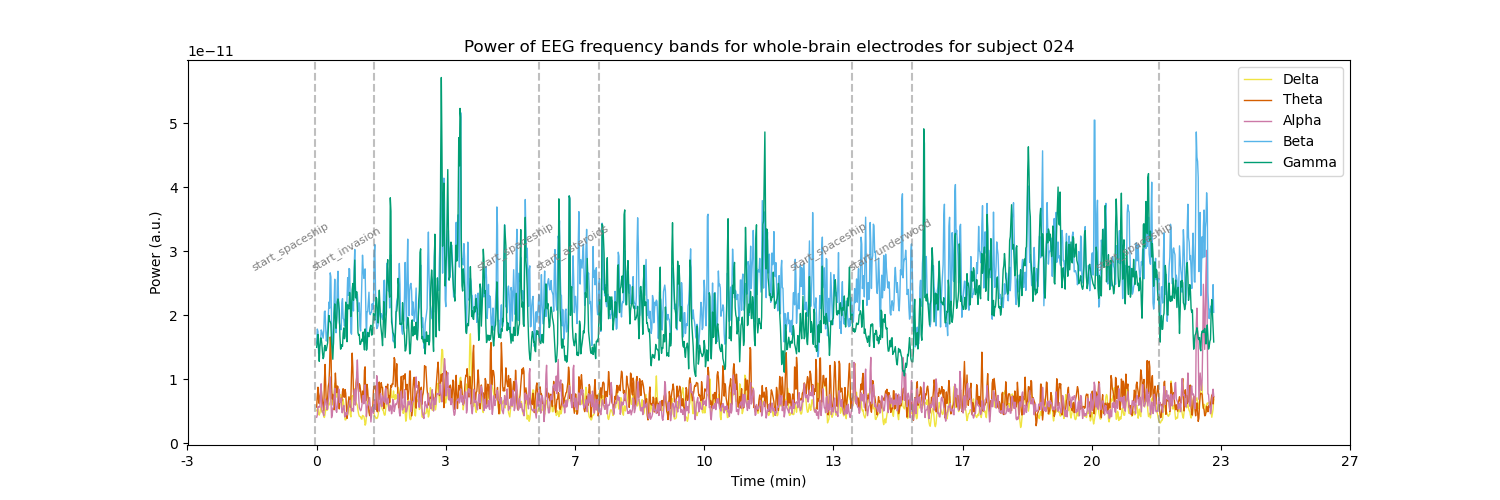 Power of EEG frequency bands for whole-brain electrodes for subject 024
1e−11
Delta
Theta
Alpha
Beta
Gamma
5
4
3
2
1
0
Power (a.u.)
start_spaceship
start_invasion
start_spaceship
start_asteroids
start_spaceship
start_underwood
start_spaceship
-3
0
3
7
10
13
17
20
23
27
Time (min)